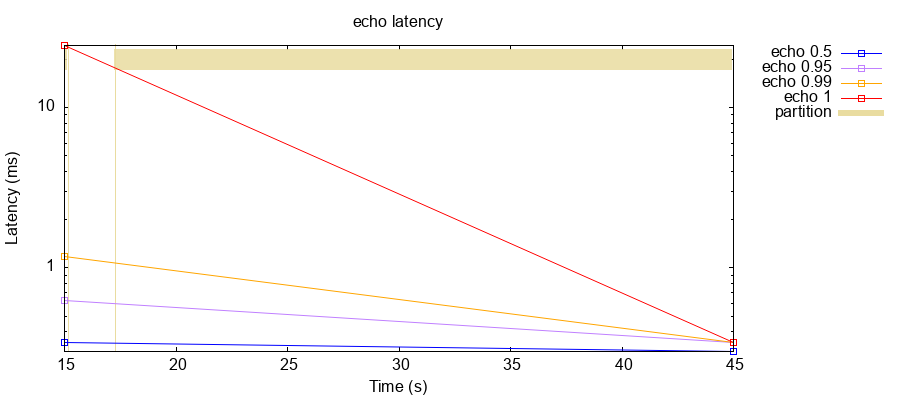 echo latency
echo 0.5
echo 0.95
echo 0.99
echo 1
partition
10
1
Latency (ms)
15 20 25 30 35 40 45
Time (s)